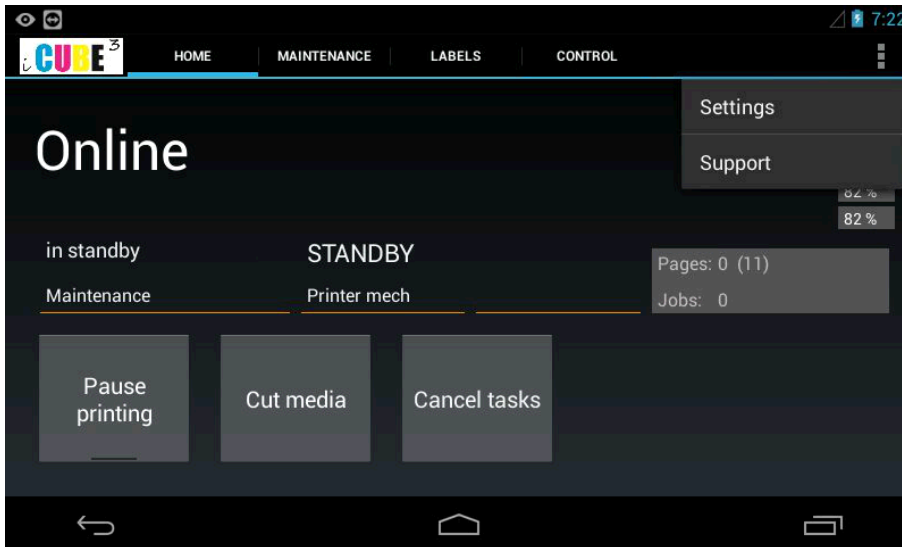 7:22
iCUBE3
HOME
MAINTENANCE
LABELS
CONTROL
Settings
Support
Online
82 %
82 %
in standby
STANDBY
Pages: 0 (11)
Maintenance
Printer mech
Jobs: 0
Pause
printing
Cut media
Cancel tasks